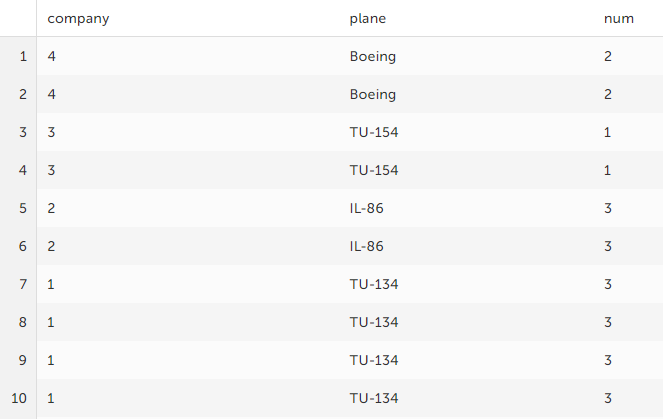 company plane num
1 4 Boeing 2
2 4 Boeing 2
3 3 TU-154 1
4 3 TU-154 1
5 2 IL-86 3
6 2 IL-86 3
7 1 TU-134 3
8 1 TU-134 3
9 1 TU-134 3
10 1 TU-134 3